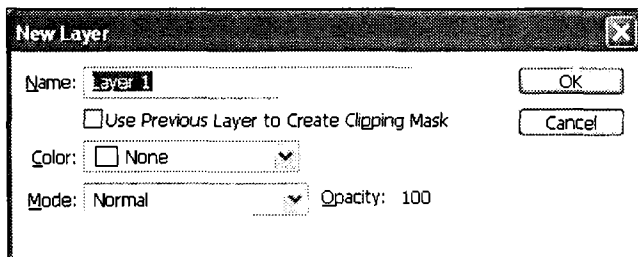 New Layer
Name: Layer 1 OK
Use Previous Layer to Create Clipping Mask Cancel
Color: None
Mode: Normal Opacity: 100